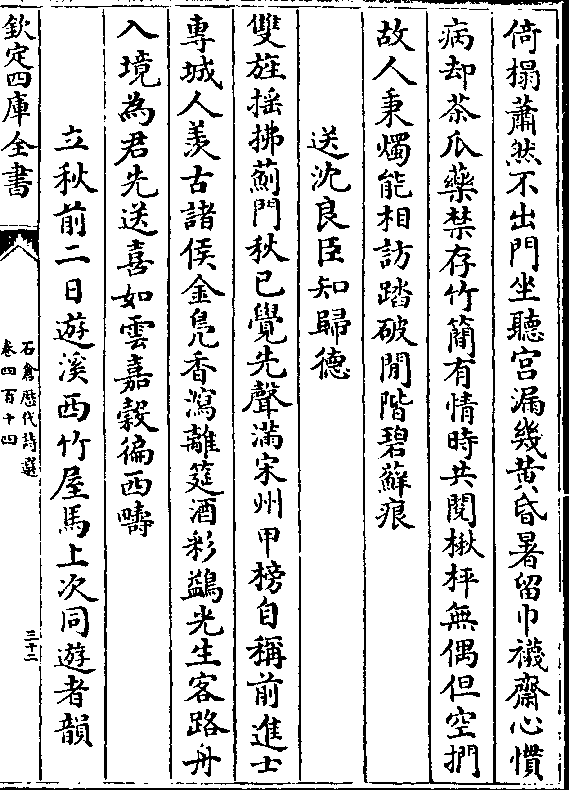 倚榻蕭然不出門坐聽宫漏幾黄昏暑留巾襪齋心慣
病却茶瓜藥禁存竹簡有情時共閱楸枰無偶但空捫
故人秉燭能相訪踏破閒階碧蘚痕
送沈良臣知歸德
雙旌揺拂薊門秋已覺先聲滿宋州甲榜自稱前進士
専城人羨古諸侯金鳧香瀉離筵酒彩鷁光生客路舟
入境為君先送喜如雲嘉榖徧西疇
立秋前二日遊溪西竹屋馬上次同遊者韻
欽定四庫全書
石倉歴代詩選
卷四百十四
三十二